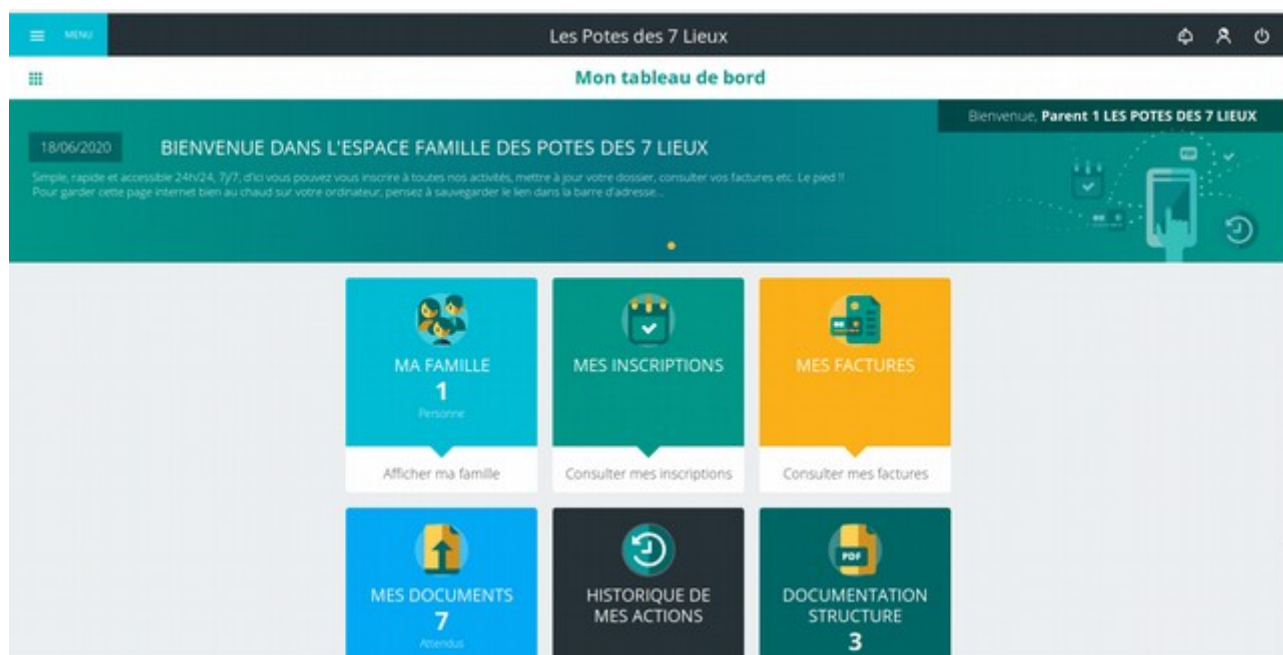 MENU
Les Potes des 7 Lieux
Mon tableau de bord
Bienvenue, Parent 1 LES POTES DES 7 LIEUX
18/06/2020
BIENVENUE DANS L'ESPACE FAMILLE DES POTES DES 7 LIEUX
Simple, rapide et accessible 24h/24, 7j/7, d'ici vous pouvez vous inscrire à toutes nos activités, mettre à jour votre dossier, consulter vos factures etc. Le pied !!
Pour garder cette page internet bien au chaud sur votre ordinateur, pensez à sauvegarder le lien dans la barre d'adresse...
PDF
MA FAMILLE
1
Personne
Afficher ma famille
MES INSCRIPTIONS
Consulter mes inscriptions
MES FACTURES
Consulter mes factures
MES DOCUMENTS
7
Attendus
HISTORIQUE DE
MES ACTIONS
PDF
DOCUMENTATION
STRUCTURE
3